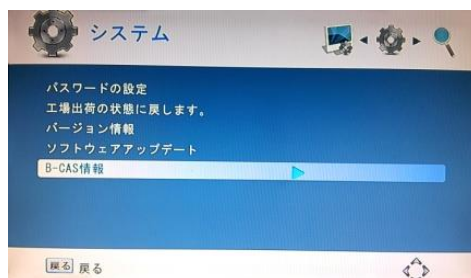 システム
パスワードの設定
工場出荷の状態に戻します。
バージョン情報
ソフトウェアアップデート
B-CAS情報
戻る 戻る